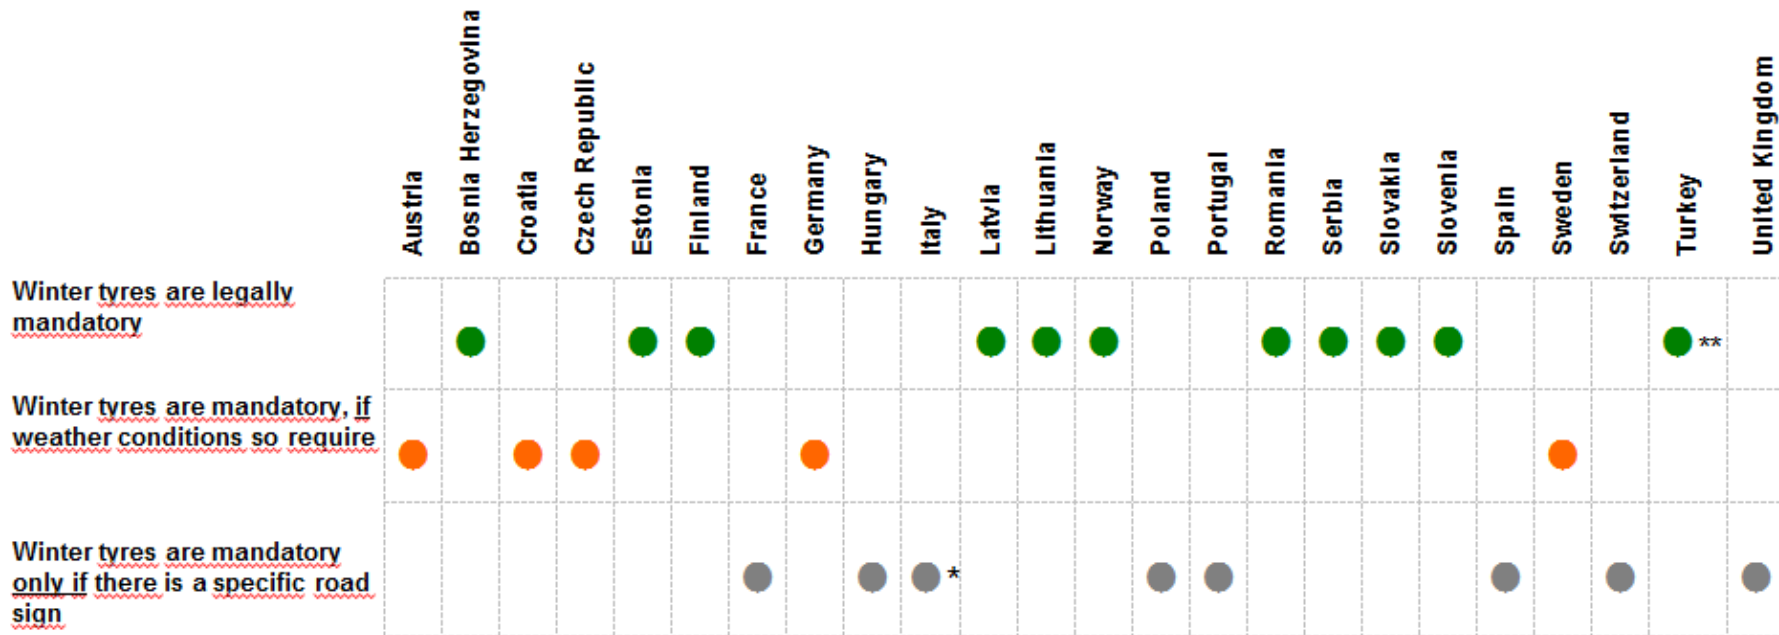 Austria
Bosnia Herzegovina
Croatia
Czech Republic
Estonia
Finland
France
Germany
Hungary
Italy
Latvia
Lithuania
Norway
Poland
Portugal
Romania
Serbia
Slovakia
Slovenia
Spain
Sweden
Switzerland
Turkey
United Kingdom
Winter tyres are legally
mandatory
**
Winter tyres are mandatory, if
weather conditions so require
Winter tyres are mandatory
only if there is a specific road
sign
*